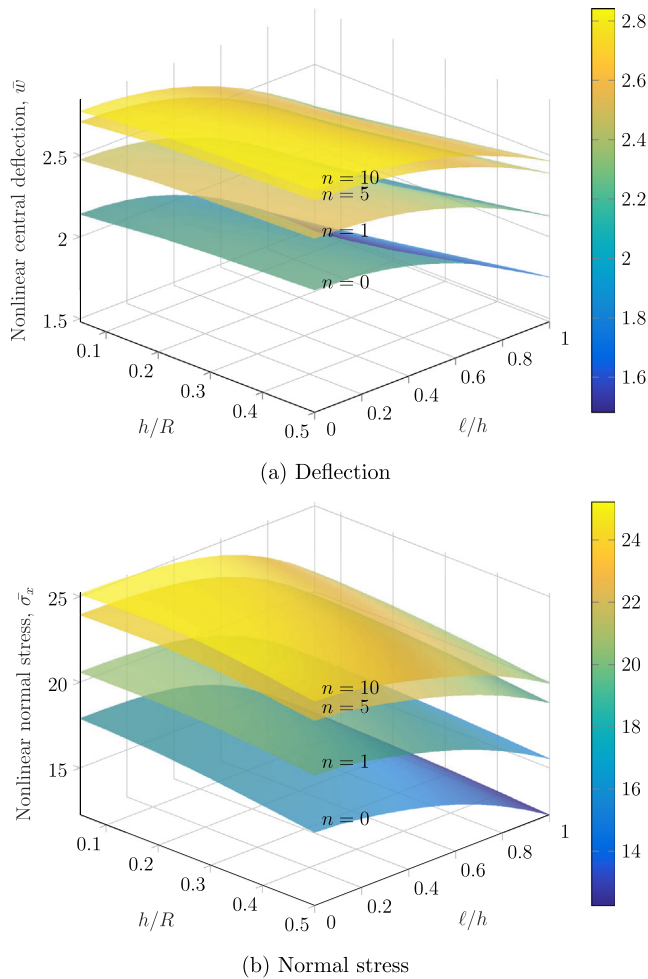 Nonlinear central deflection, w̄
2.5
2
1.5
n = 10
n = 5
n = 1
n = 0
0.1
0.2
0.3
0.4
0.5
h/R
0
0.2
0.4
0.6
0.8
1
ℓ/h
2.8
2.6
2.4
2.2
2
1.8
1.6
(a) Deflection
Nonlinear normal stress, σ̄ₓ
25
20
15
n = 10
n = 5
n = 1
n = 0
0.1
0.2
0.3
0.4
0.5
h/R
0
0.2
0.4
0.6
0.8
1
ℓ/h
24
22
20
18
16
14
(b) Normal stress